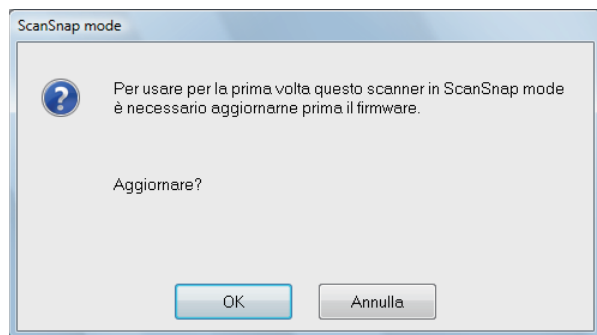 ScanSnap mode
Per usare per la prima volta questo scanner in ScanSnap mode
è necessario aggiornarne prima il firmware.
Aggiornare?
OK
Annulla